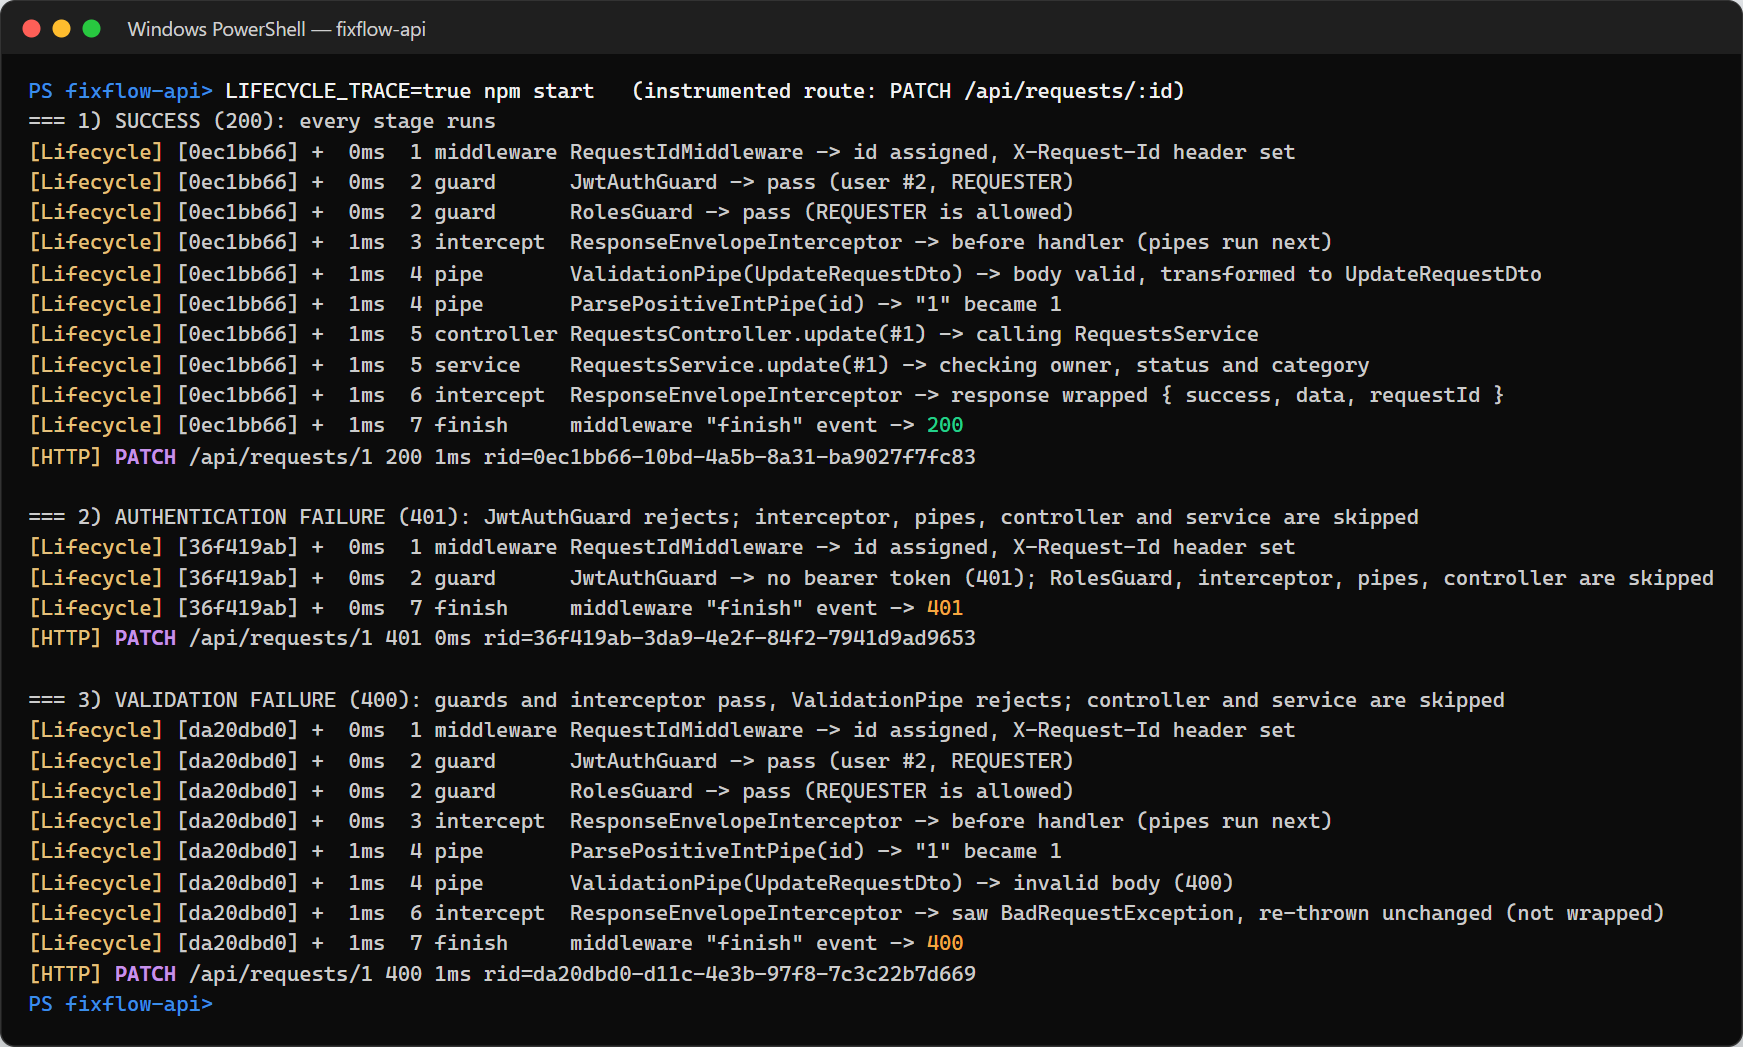 Windows PowerShell — fixflow-api
PS fixflow-api> LIFECYCLE_TRACE=true npm start   (instrumented route: PATCH /api/requests/:id)
=== 1) SUCCESS (200): every stage runs
[Lifecycle] [0ec1bb66] +  0ms  1 middleware RequestIdMiddleware -> id assigned, X-Request-Id header set
[Lifecycle] [0ec1bb66] +  0ms  2 guard      JwtAuthGuard -> pass (user #2, REQUESTER)
[Lifecycle] [0ec1bb66] +  0ms  2 guard      RolesGuard -> pass (REQUESTER is allowed)
[Lifecycle] [0ec1bb66] +  1ms  3 intercept  ResponseEnvelopeInterceptor -> before handler (pipes run next)
[Lifecycle] [0ec1bb66] +  1ms  4 pipe       ValidationPipe(UpdateRequestDto) -> body valid, transformed to UpdateRequestDto
[Lifecycle] [0ec1bb66] +  1ms  4 pipe       ParsePositiveIntPipe(id) -> "1" became 1
[Lifecycle] [0ec1bb66] +  1ms  5 controller RequestsController.update(#1) -> calling RequestsService
[Lifecycle] [0ec1bb66] +  1ms  5 service    RequestsService.update(#1) -> checking owner, status and category
[Lifecycle] [0ec1bb66] +  1ms  6 intercept  ResponseEnvelopeInterceptor -> response wrapped { success, data, requestId }
[Lifecycle] [0ec1bb66] +  1ms  7 finish     middleware "finish" event -> 200
[HTTP] PATCH /api/requests/1 200 1ms rid=0ec1bb66-10bd-4a5b-8a31-ba9027f7fc83

=== 2) AUTHENTICATION FAILURE (401): JwtAuthGuard rejects; interceptor, pipes, controller and service are skipped
[Lifecycle] [36f419ab] +  0ms  1 middleware RequestIdMiddleware -> id assigned, X-Request-Id header set
[Lifecycle] [36f419ab] +  0ms  2 guard      JwtAuthGuard -> no bearer token (401); RolesGuard, interceptor, pipes, controller are skipped
[Lifecycle] [36f419ab] +  0ms  7 finish     middleware "finish" event -> 401
[HTTP] PATCH /api/requests/1 401 0ms rid=36f419ab-3da9-4e2f-84f2-7941d9ad9653

=== 3) VALIDATION FAILURE (400): guards and interceptor pass, ValidationPipe rejects; controller and service are skipped
[Lifecycle] [da20dbd0] +  0ms  1 middleware RequestIdMiddleware -> id assigned, X-Request-Id header set
[Lifecycle] [da20dbd0] +  0ms  2 guard      JwtAuthGuard -> pass (user #2, REQUESTER)
[Lifecycle] [da20dbd0] +  0ms  2 guard      RolesGuard -> pass (REQUESTER is allowed)
[Lifecycle] [da20dbd0] +  0ms  3 intercept  ResponseEnvelopeInterceptor -> before handler (pipes run next)
[Lifecycle] [da20dbd0] +  1ms  4 pipe       ParsePositiveIntPipe(id) -> "1" became 1
[Lifecycle] [da20dbd0] +  1ms  4 pipe       ValidationPipe(UpdateRequestDto) -> invalid body (400)
[Lifecycle] [da20dbd0] +  1ms  6 intercept  ResponseEnvelopeInterceptor -> saw BadRequestException, re-thrown unchanged (not wrapped)
[Lifecycle] [da20dbd0] +  1ms  7 finish     middleware "finish" event -> 400
[HTTP] PATCH /api/requests/1 400 1ms rid=da20dbd0-d11c-4e3b-97f8-7c3c22b7d669
PS fixflow-api>